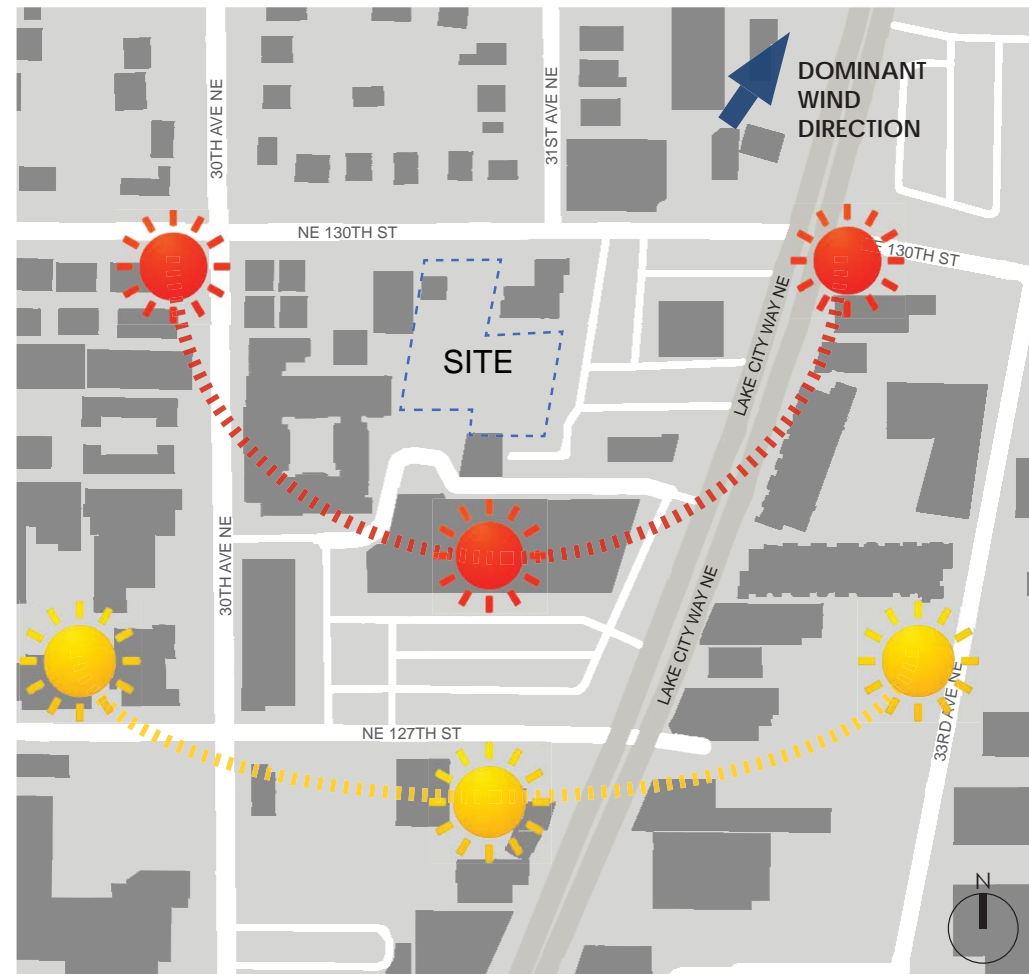 DOMINANT
WIND
DIRECTION
30TH AVE NE
31ST AVE NE
NE 130TH ST
NE 130TH ST
SITE
LAKE CITY WAY NE
30TH AVE NE
LAKE CITY WAY NE
33RD AVE NE
NE 127TH ST
N